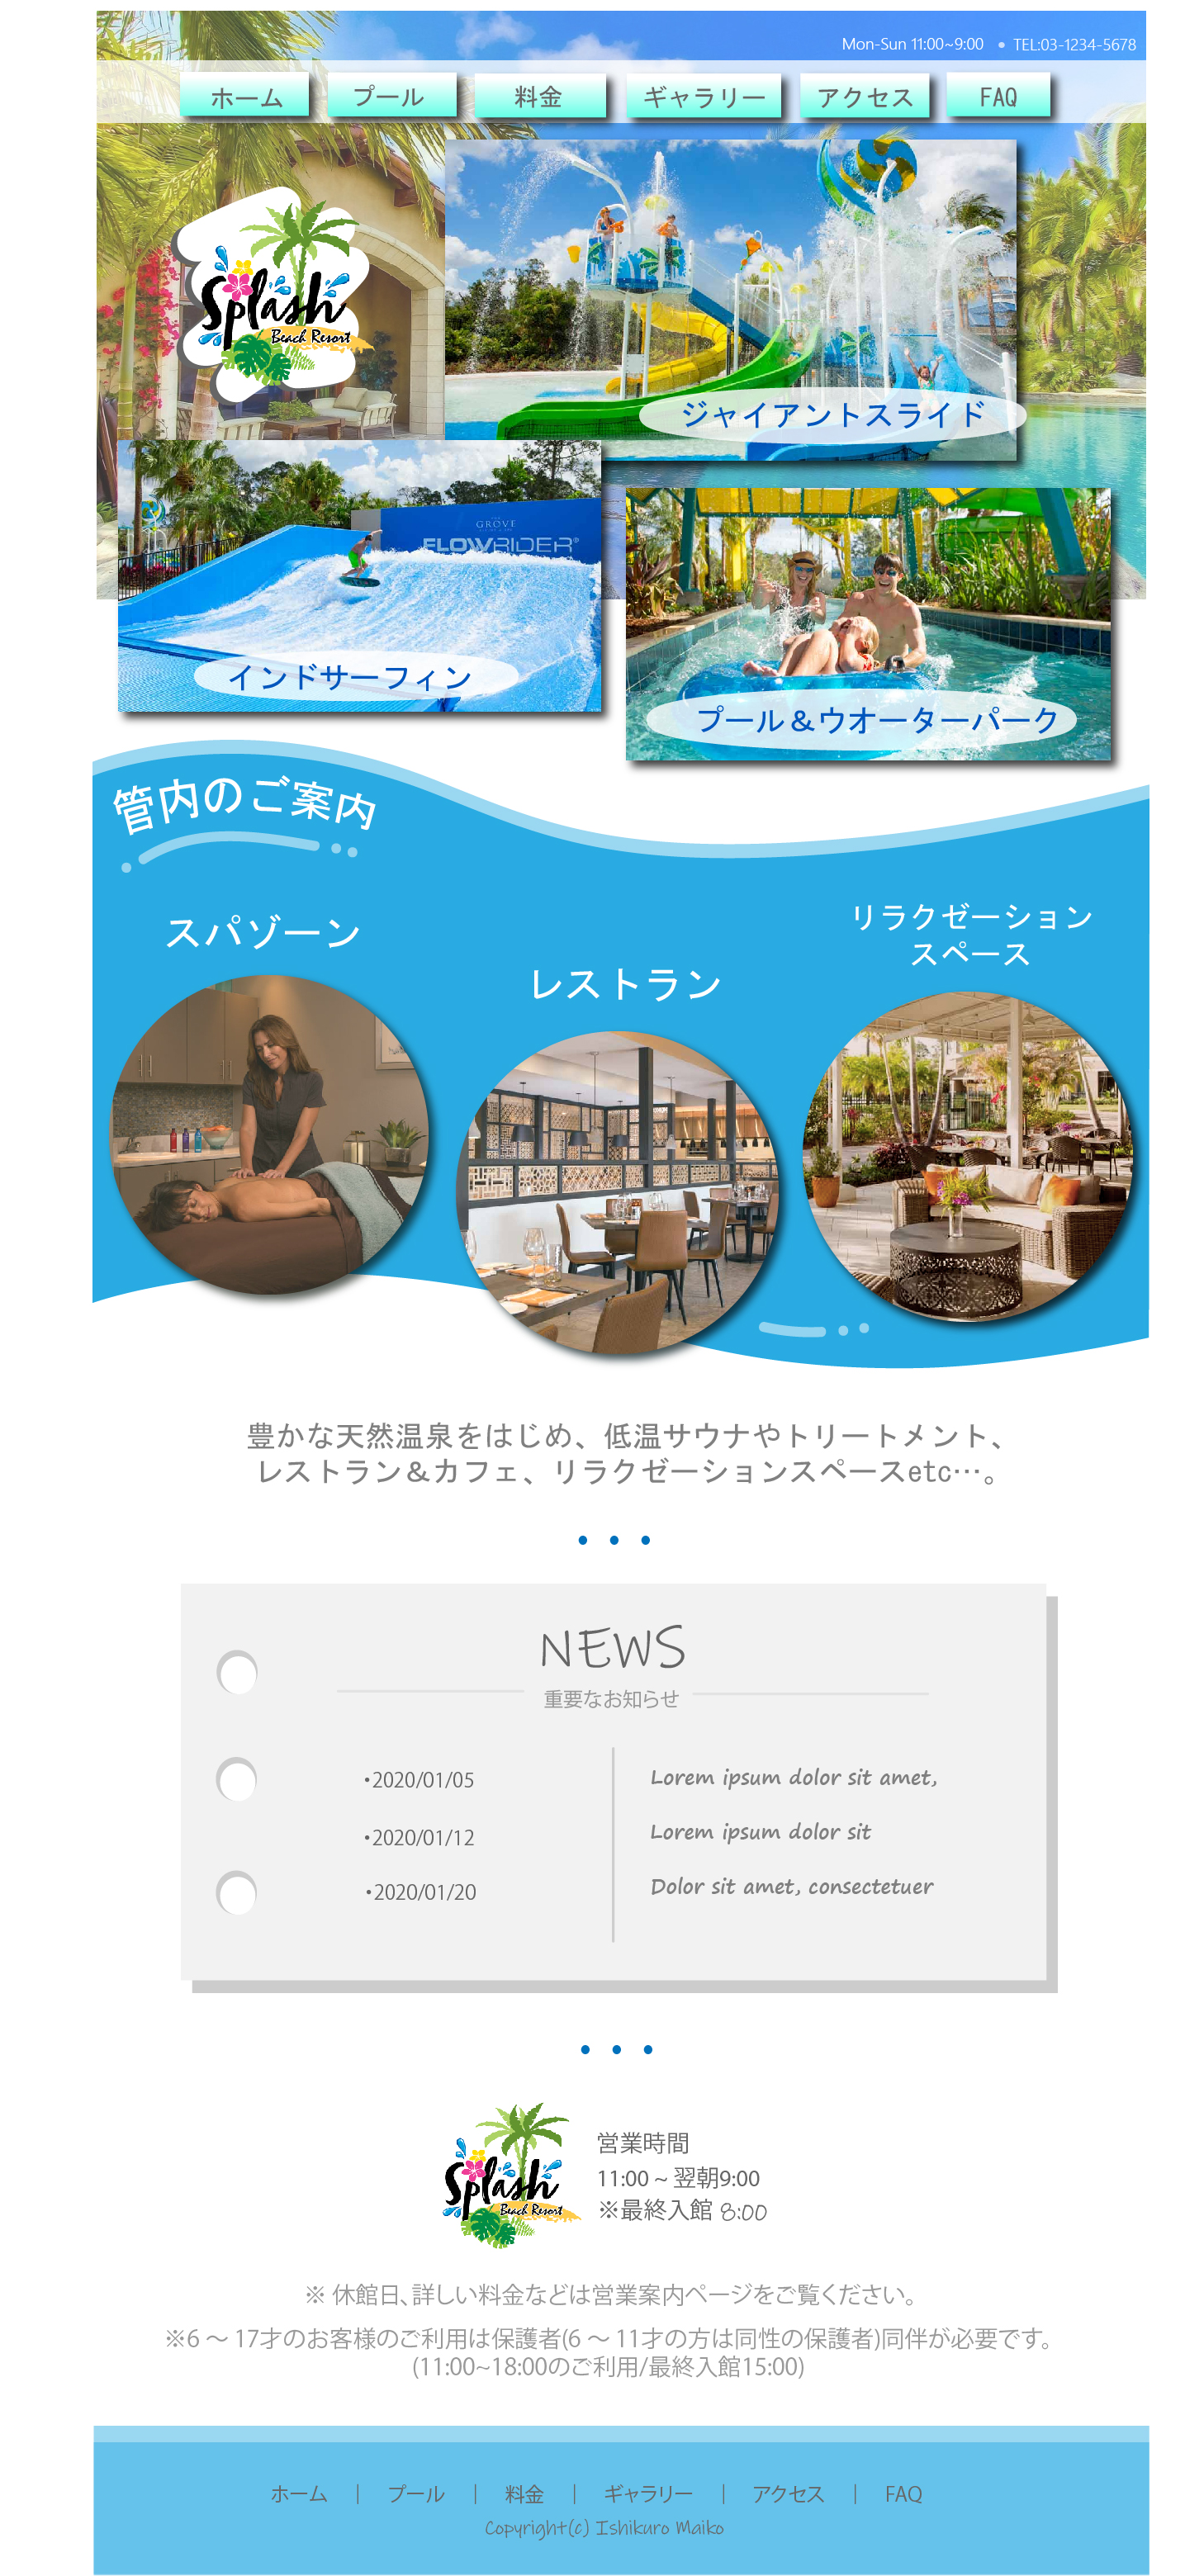 Mon-Sun 11:00~9:00 ● TEL:03-1234-5678
ホーム プール 料金 ギャラリー アクセス FAQ
Splash
Beach Resort
ジャイアントスライド
THE
GROVE
FLOWRIDER®
インドサーフィン
プール＆ウオーターパーク
管内のご案内
スパゾーン
レストラン
リラクゼーション
スペース
豊かな天然温泉をはじめ、低温サウナやトリートメント、
レストラン＆カフェ、リラクゼーションスペースetc…。
NEWS
重要なお知らせ
・2020/01/05
・2020/01/12
・2020/01/20
Lorem ipsum dolor sit amet,
Lorem ipsum dolor sit
Dolor sit amet, consectetuer
Splash
Beach Resort
営業時間
11:00 ~ 翌朝9:00
※最終入館 8:00
※ 休館日、詳しい料金などは営業案内ページをご覧ください。
※6 〜 17才のお客様のご利用は保護者(6 〜 11才の方は同性の保護者)同伴が必要です。
(11:00~18:00のご利用/最終入館15:00)
ホーム | プール | 料金 | ギャラリー | アクセス | FAQ
Copyright(c) Ishikuro Maiko